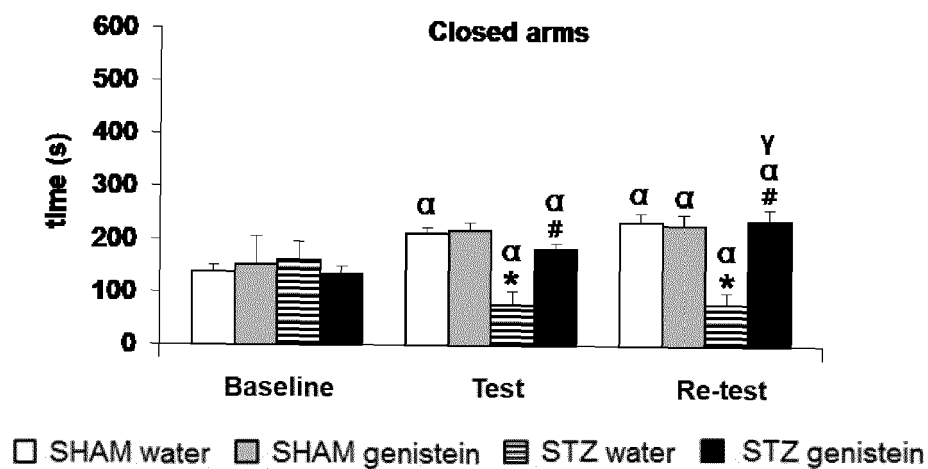 Closed arms
600
500
400
300
200
100
0
time (s)
α
α
*
α
#
α
α
α
*
γ
α
#
Baseline
Test
Re-test
SHAM water
SHAM genistein
STZ water
STZ genistein